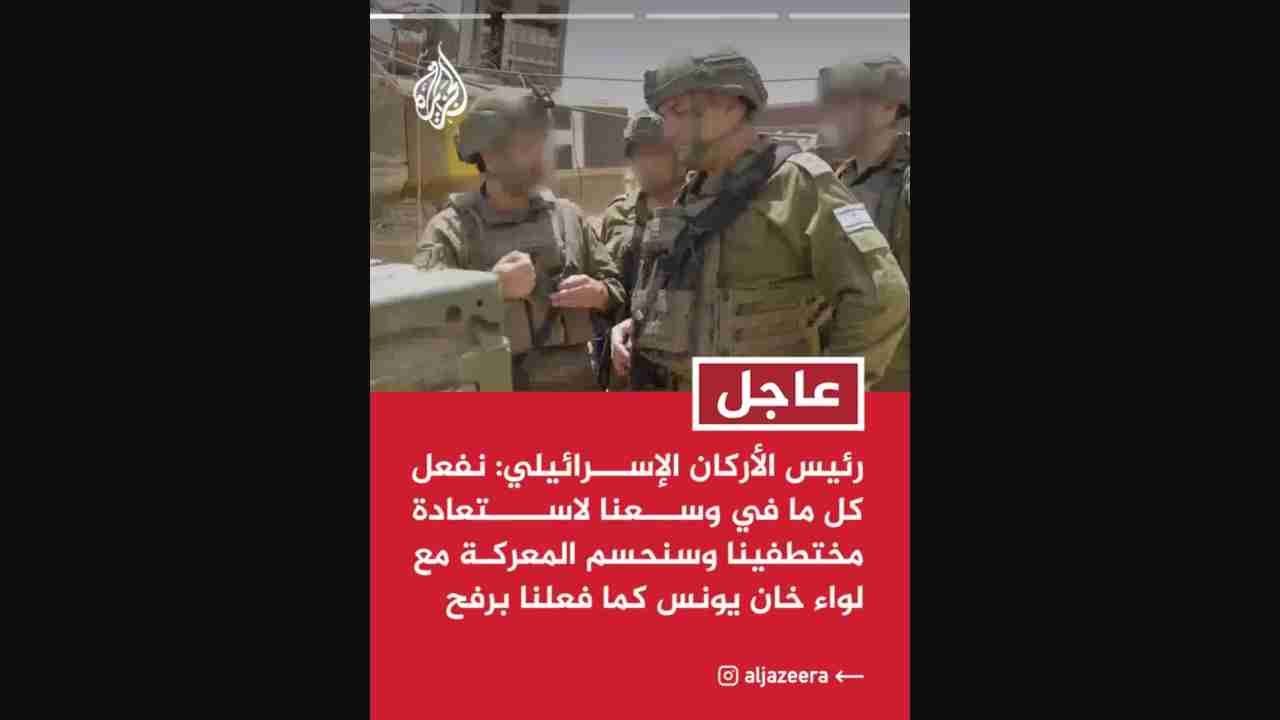 الجزيرة
عاجل
رئيس الأركان الإسرائيلي: نفعل
كل ما في وسعنا لاستعادة
مختطفينا وسنحسم المعركة مع
لواء خان يونس كما فعلنا برفح
aljazeera